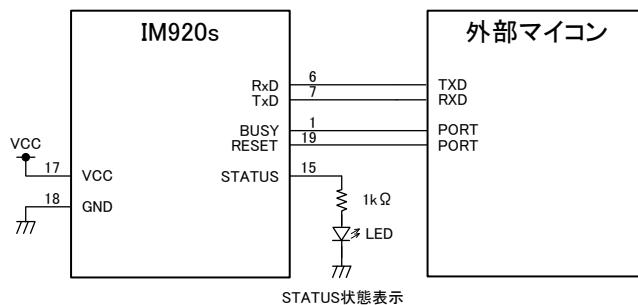 IM920s
外部マイコン
RxD 6 TXD
TxD 7 RXD
BUSY 1 PORT
RESET 19 PORT
VCC
17 VCC
STATUS 15
18 GND
1kΩ
LED
STATUS状態表示